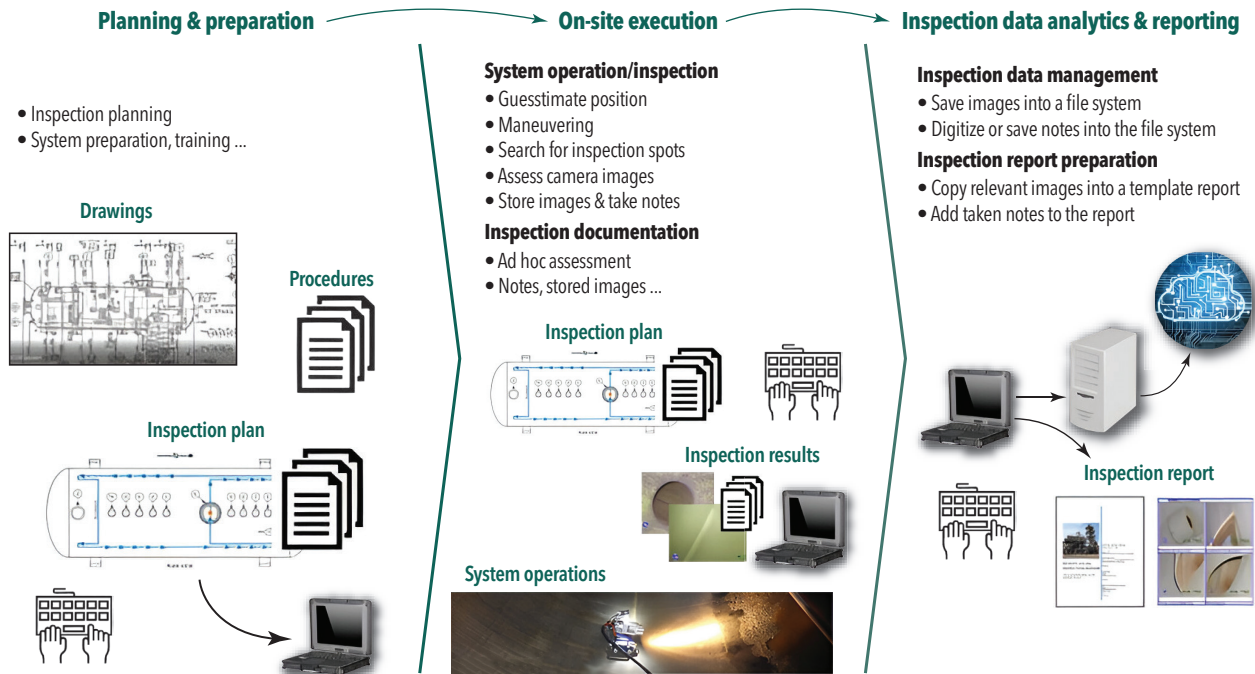 Planning & preparation
On-site execution
Inspection data analytics & reporting
• Inspection planning
• System preparation, training ...
Drawings
Procedures
Inspection plan
System operation/inspection
• Guesstimate position
• Maneuvering
• Search for inspection spots
• Assess camera images
• Store images & take notes
Inspection documentation
• Ad hoc assessment
• Notes, stored images ...
Inspection plan
Inspection results
System operations
Inspection data management
• Save images into a file system
• Digitize or save notes into the file system
Inspection report preparation
• Copy relevant images into a template report
• Add taken notes to the report
Inspection report